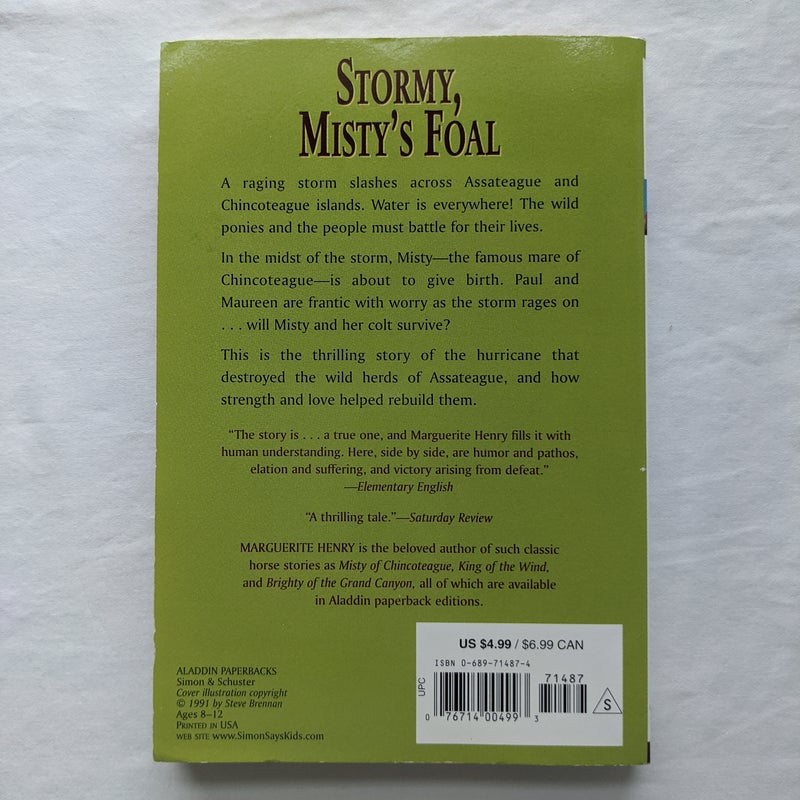 STORMY,
MISTY'S FOAL
A raging storm slashes across Assateague and
Chincoteague islands. Water is everywhere! The wild
ponies and the people must battle for their lives.
In the midst of the storm, Misty—the famous mare of
Chincoteague—is about to give birth. Paul and
Maureen are frantic with worry as the storm rages on
. . . will Misty and her colt survive?
This is the thrilling story of the hurricane that
destroyed the wild herds of Assateague, and how
strength and love helped rebuild them.
“The story is . . . a true one, and Marguerite Henry fills it with
human understanding. Here, side by side, are humor and pathos,
elation and suffering, and victory arising from defeat.”
—Elementary English
“A thrilling tale.”—Saturday Review
MARGUERITE HENRY is the beloved author of such classic
horse stories as Misty of Chincoteague, King of the Wind,
and Brighty of the Grand Canyon, all of which are available
in Aladdin paperback editions.
ALADDIN PAPERBACKS
Simon & Schuster
Cover illustration copyright
© 1991 by Steve Brennan
Ages 8–12
PRINTED IN USA
WEB SITE www.SimonSaysKids.com
US $4.99 / $6.99 CAN
ISBN 0-689-71487-4
71487
UPC
S
0 76714 00499 3